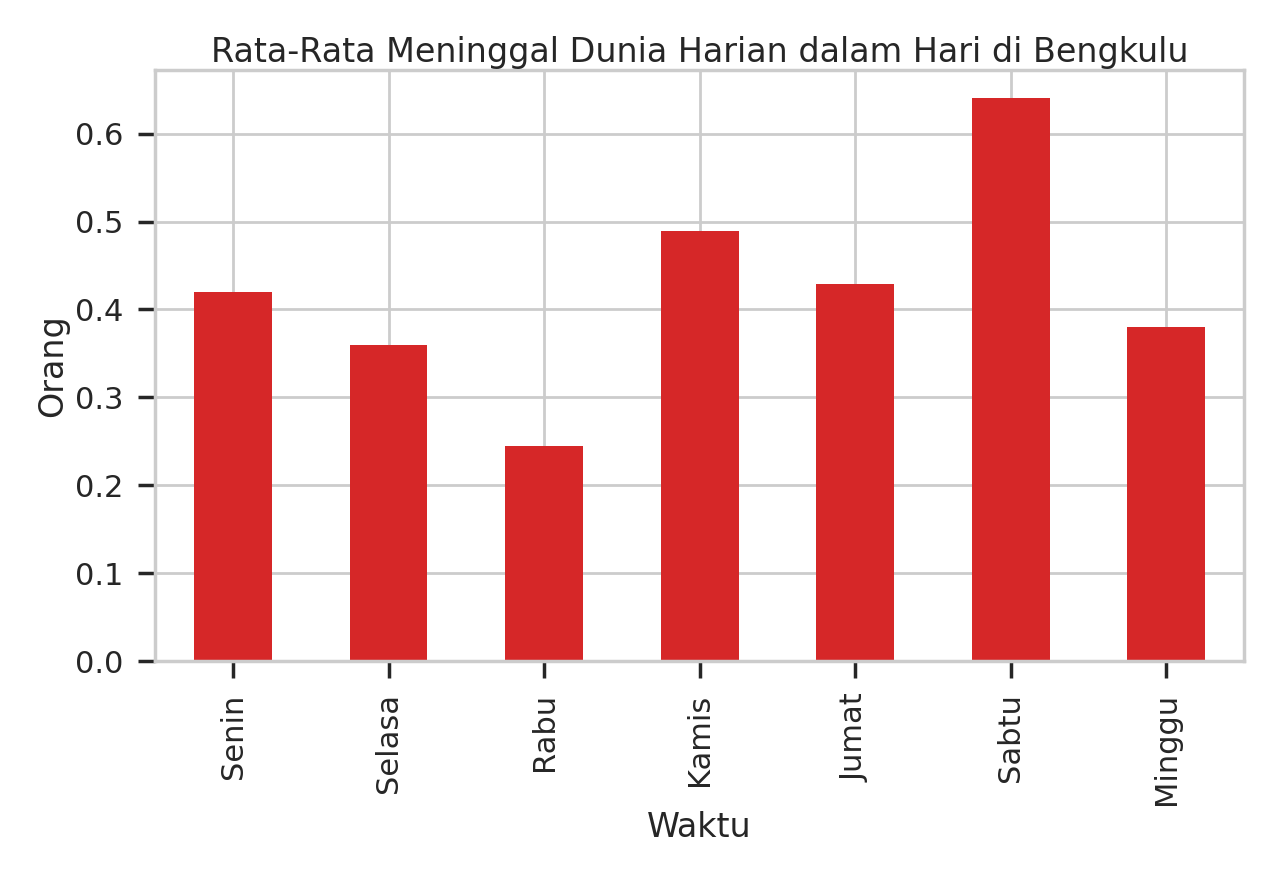 Rata-Rata Meninggal Dunia Harian dalam Hari di Bengkulu
0.6
0.5
0.4
0.3
0.2
0.1
0.0
Orang
Senin
Selasa
Rabu
Kamis
Jumat
Sabtu
Minggu
Waktu